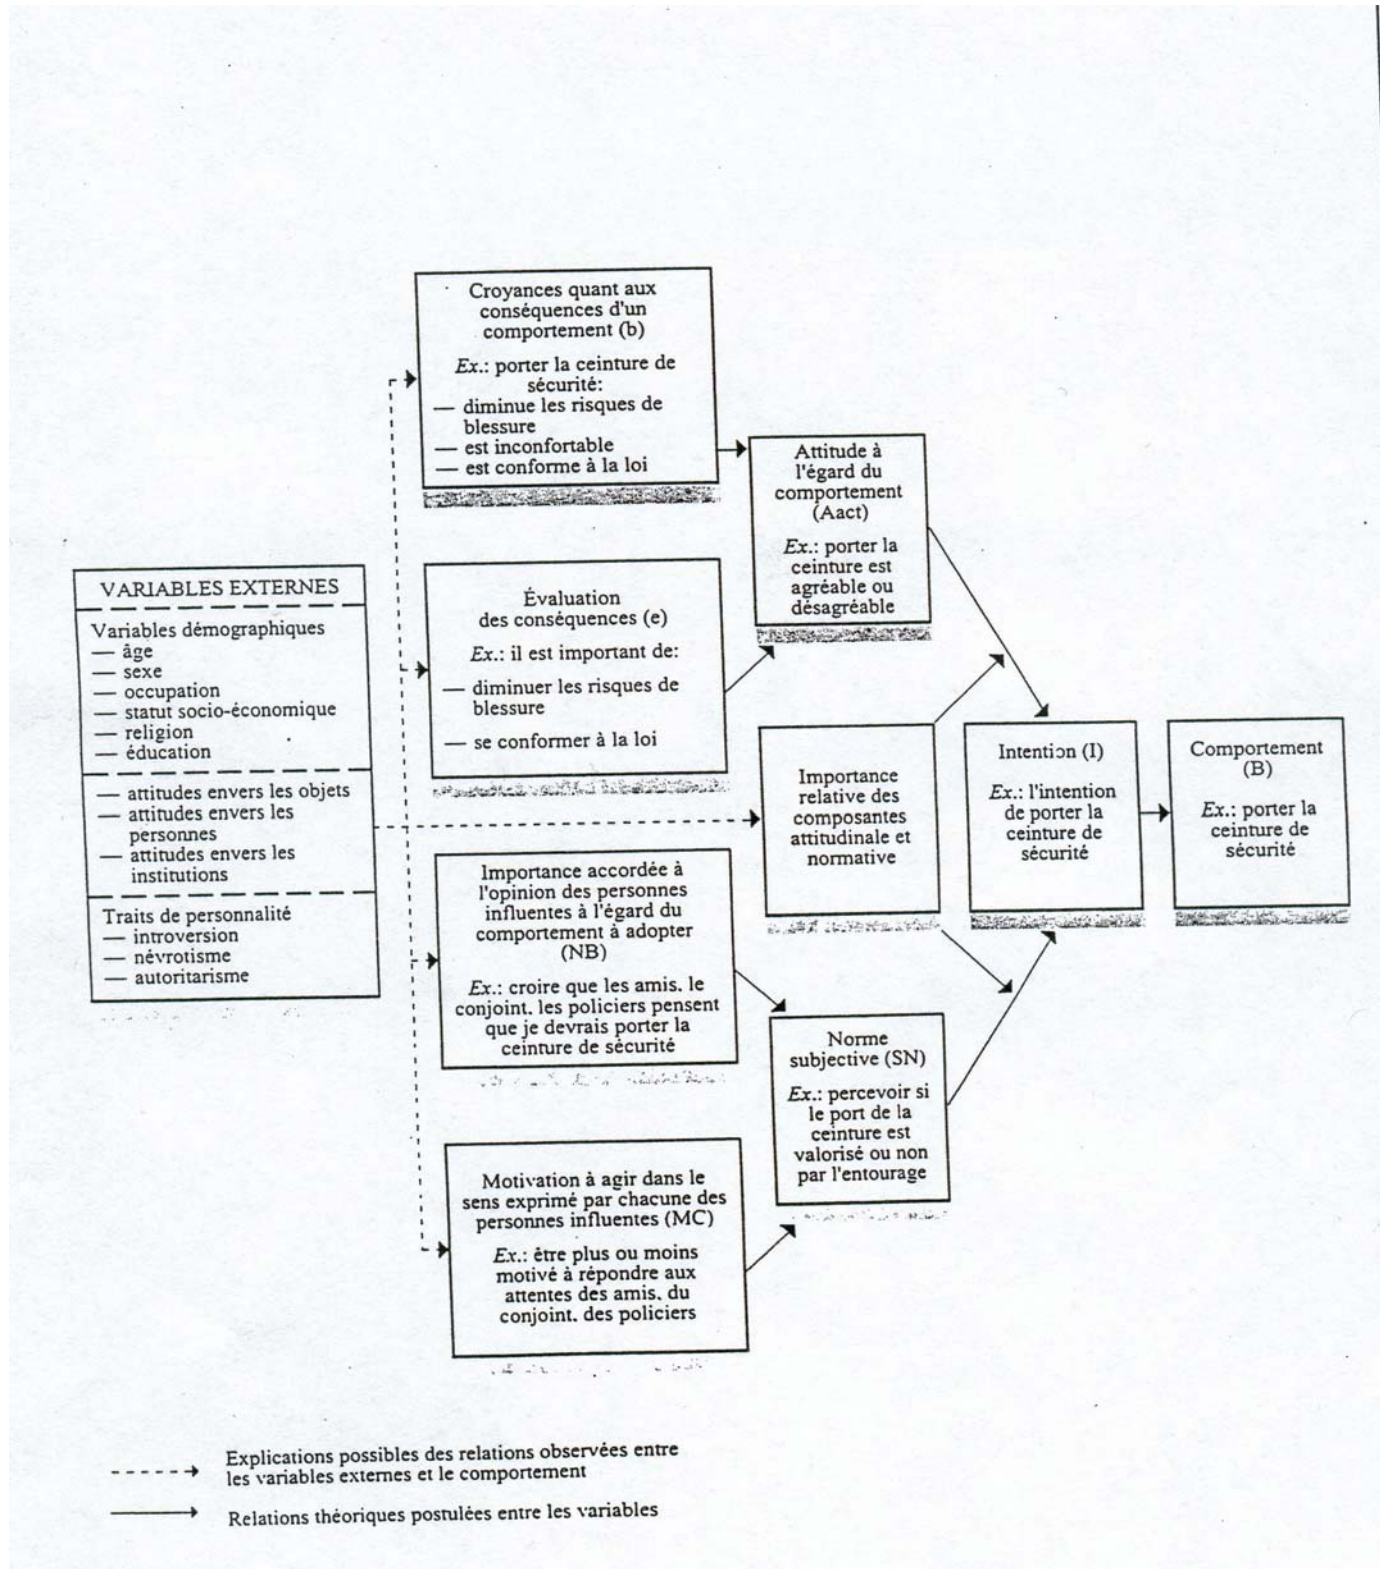 Croyances quant aux
conséquences d'un
comportement (b)
Ex.: porter la ceinture de
sécurité:
— diminue les risques de
blessure
— est inconfortable
— est conforme à la loi
Attitude à
l'égard du
comportement
(Aact)
Ex.: porter la
ceinture est
agréable ou
désagréable
VARIABLES EXTERNES
Variables démographiques
— âge
— sexe
— occupation
— statut socio-économique
— religion
— éducation
— attitudes envers les objets
— attitudes envers les
personnes
— attitudes envers les
institutions
Traits de personnalité
— introversion
— névrotisme
— autoritarisme
Évaluation
des conséquences (e)
Ex.: il est important de:
— diminuer les risques de
blessure
— se conformer à la loi
Importance
relative des
composantes
attitudinale et
normative
Intention (I)
Ex.: l'intention
de porter la
ceinture de
sécurité
Comportement
(B)
Ex.: porter la
ceinture de
sécurité
Importance accordée à
l'opinion des personnes
influentes à l'égard du
comportement à adopter
(NB)
Ex.: croire que les amis, le
conjoint, les policiers pensent
que je devrais porter la
ceinture de sécurité
Norme
subjective (SN)
Ex.: percevoir si
le port de la
ceinture est
valorisé ou non
par l'entourage
Motivation à agir dans le
sens exprimé par chacune des
personnes influentes (MC)
Ex.: être plus ou moins
motivé à répondre aux
attentes des amis, du
conjoint, des policiers
Explications possibles des relations observées entre
les variables externes et le comportement
Relations théoriques postulées entre les variables